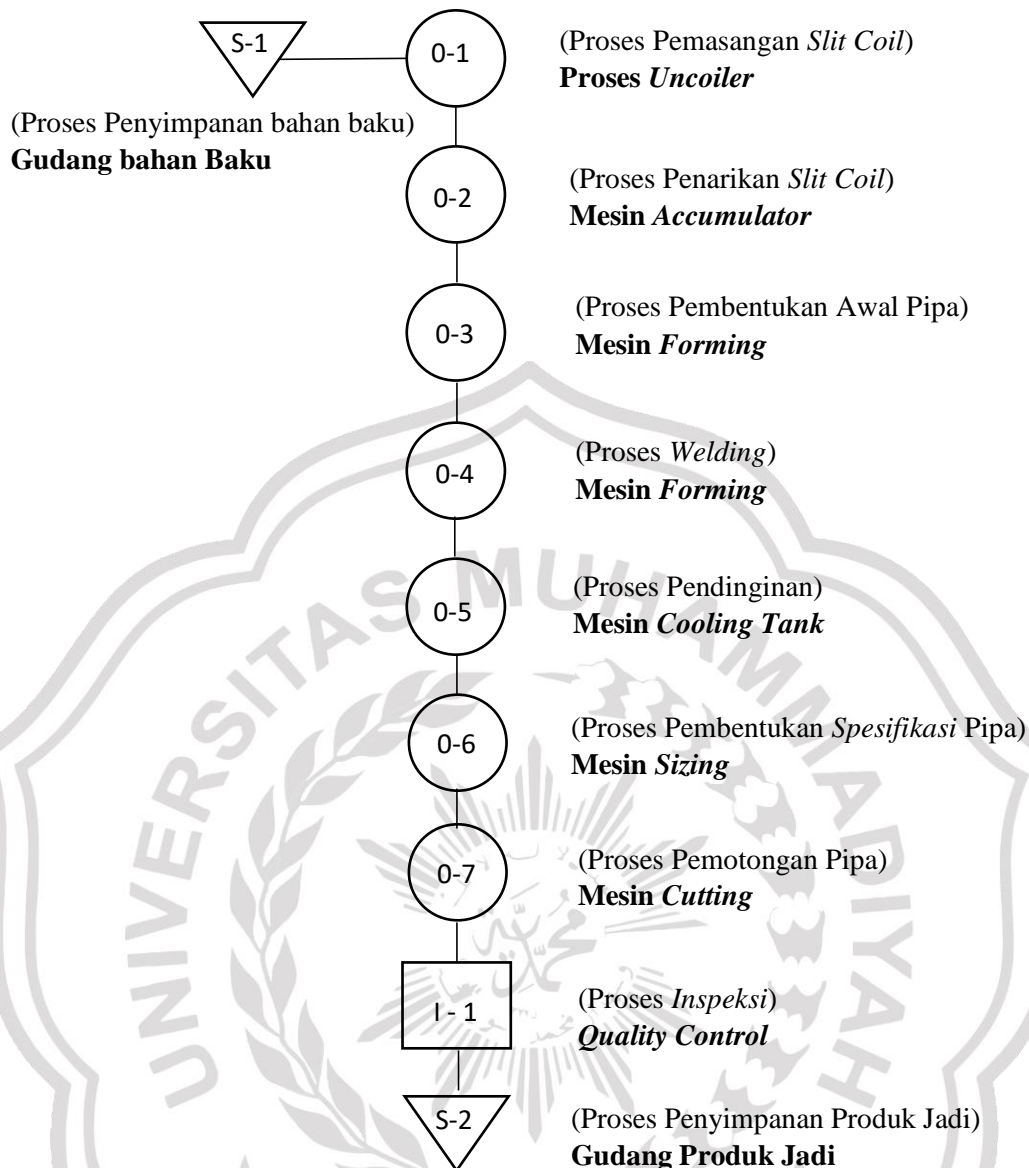 S-1
0-1
(Proses Pemasangan Slit Coil)
Proses Uncoiler
(Proses Penyimpanan bahan baku)
Gudang bahan Baku
0-2
(Proses Penarikan Slit Coil)
Mesin Accumulator
0-3
(Proses Pembentukan Awal Pipa)
Mesin Forming
0-4
(Proses Welding)
Mesin Forming
0-5
(Proses Pendinginan)
Mesin Cooling Tank
0-6
(Proses Pembentukan Spesifikasi Pipa)
Mesin Sizing
0-7
(Proses Pemotongan Pipa)
Mesin Cutting
I - 1
(Proses Inspeksi)
Quality Control
S-2
(Proses Penyimpanan Produk Jadi)
Gudang Produk Jadi
UNIVERSITAS MUHAMMADIYAH